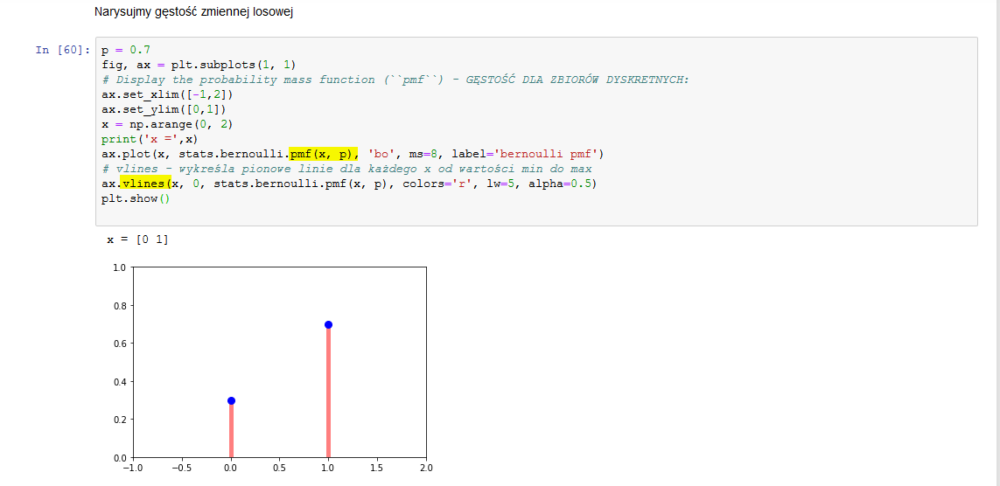 Narysujmy gęstość zmiennej losowej
In [60]: p = 0.7
fig, ax = plt.subplots(1, 1)
# Display the probability mass function (``pmf``) - GĘSTOŚĆ DLA ZBIORÓW DYSKRETNYCH:
ax.set_xlim([-1,2])
ax.set_ylim([0,1])
x = np.arange(0, 2)
print('x =',x)
ax.plot(x, stats.bernoulli.pmf(x, p), 'bo', ms=8, label='bernoulli pmf')
# vlines - wykreśla pionowe linie dla każdego x od wartości min do max
ax.vlines(x, 0, stats.bernoulli.pmf(x, p), colors='r', lw=5, alpha=0.5)
plt.show()
x = [0 1]
1.0
0.8
0.6
0.4
0.2
0.0
−1.0 −0.5 0.0 0.5 1.0 1.5 2.0